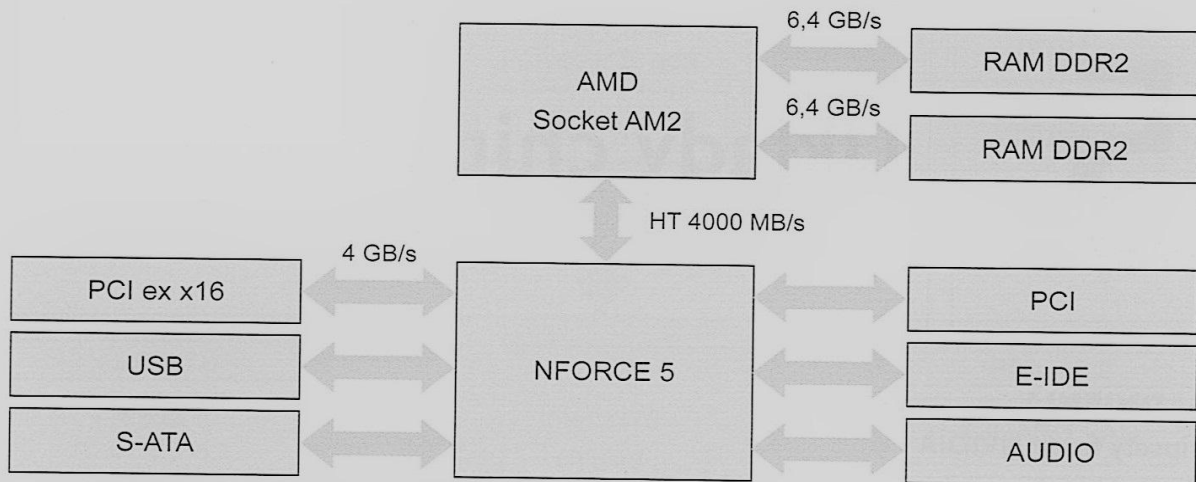 6,4 GB/s
AMD
Socket AM2
RAM DDR2
6,4 GB/s
RAM DDR2
HT 4000 MB/s
4 GB/s
PCI ex x16
NFORCE 5
PCI
USB
E-IDE
S-ATA
AUDIO